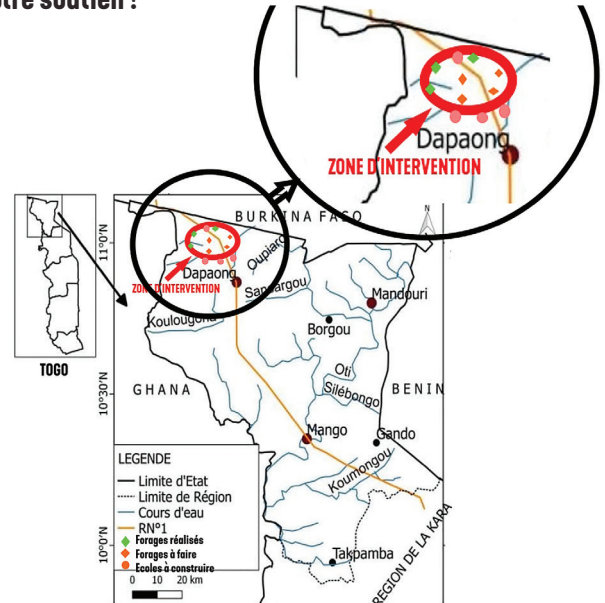 otre soutien !
Dapaong
ZONE D'INTERVENTION
N
BURKINA FASO
11°0'N
Oupiaro
Dapaong
ZONE D'INTERVENTION
Sansargou
Mandouri
Koulougona
Borgou
TOGO
Oti
GHANA
Silébongo
BENIN
10°30'N
Mango
Gando
Koumongou
LEGENDE
Limite d'Etat
Limite de Région
Cours d'eau
RN°1
Forages réalisés
Forages à faire
Ecoles à construire
0 10 20 km
10°0'N
Takpamba
REGION DE LA KARA